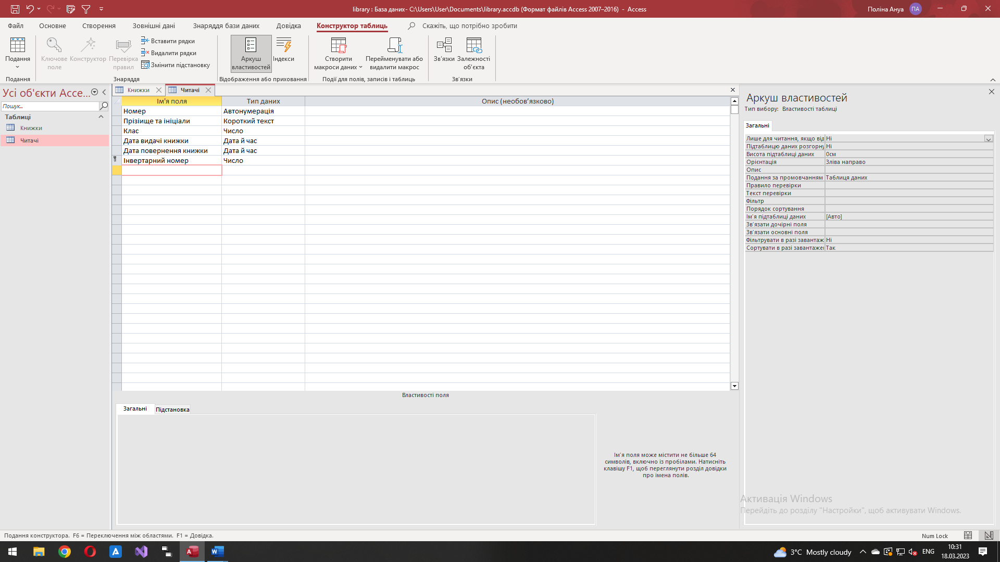 library : База даних- C:\Users\User\Documents\library.accdb (Формат файлів Access 2007–2016) - Access
Поліна Ануа
ПА
Файл
Основне
Створення
Зовнішні дані
Знаряддя бази даних
Довідка
Конструктор таблиць
Скажіть, що потрібно зробити
Подання
Ключове поле
Конструктор
Перевірка правил
Вставити рядки
Видалити рядки
Змінити підстановку
Аркуш властивостей
Індекси
Створити макроси даних
Перейменувати або видалити макрос
Зв'язки
Залежності об'єкта
Подання
Знаряддя
Відображення або приховання
Події для полів, записів і таблиць
Зв'язки
Усі об'єкти Acce...
Пошук...
Таблиці
Книжки
Читачі
Книжки
Читачі
Ім'я поля
Тип даних
Опис (необов'язково)
Номер
Автонумерація
Прізіище та ініціали
Короткий текст
Клас
Число
Дата видачі книжки
Дата й час
Дата повернення книжки
Дата й час
Інвертарний номер
Число
Властивості поля
Загальні
Підстановка
Ім'я поля може містити не більше 64
символів, включно із пробілами. Натисніть
клавішу F1, щоб переглянути розділ довідки
про імена полів.
Аркуш властивостей
Тип вибору: Властивості таблиці
Загальні
Лише для читання, якщо від
Ні
Підтаблицю даних розгорну
Ні
Висота підтаблиці даних
0см
Орієнтація
Зліва направо
Опис
Подання за промовчанням
Таблиця даних
Правило перевірки
Текст перевірки
Фільтр
Порядок сортування
Ім'я підтаблиці даних
[Авто]
Зв'язати дочірні поля
Зв'язати основні поля
Фільтрувати в разі завантаж
Ні
Сортувати в разі завантажен
Так
Активація Windows
Перейдіть до розділу "Настройки", щоб активувати Windows.
Подання конструктора. F6 = Переключення між областями. F1 = Довідка.
Num Lock
3°C Mostly cloudy
ENG
10:31
18.03.2023